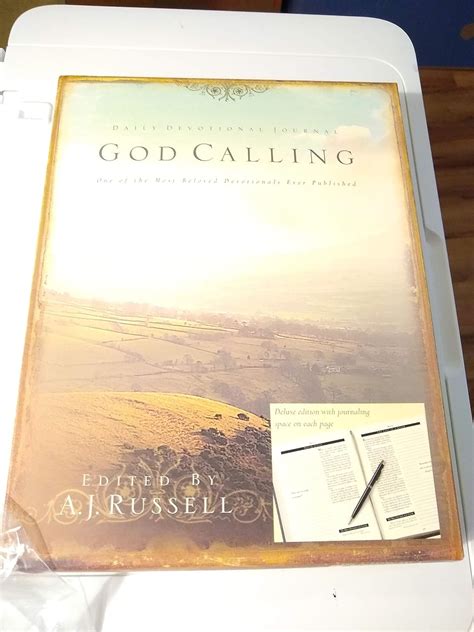 DAILY DEVOTIONAL JOURNAL
GOD CALLING
One of the Most Beloved Devotionals Ever Published
Deluxe edition with journaling
space on each page
EDITED BY
A.J. RUSSELL